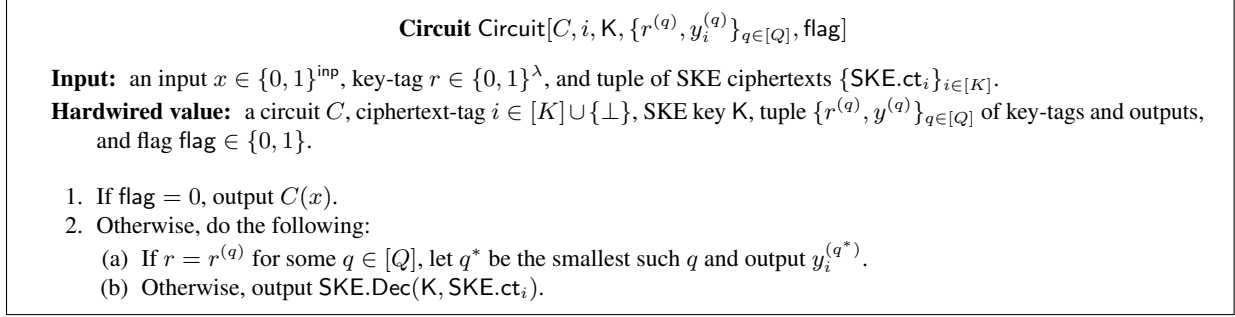 Circuit Circuit[C, i, K, {r^{(q)}, y_i^{(q)}}_{q∈[Q]}, flag]
Input: an input x ∈ {0, 1}^{inp}, key-tag r ∈ {0, 1}^λ, and tuple of SKE ciphertexts {SKE.ct_i}_{i∈[K]}.
Hardwired value: a circuit C, ciphertext-tag i ∈ [K]∪{⊥}, SKE key K, tuple {r^{(q)}, y^{(q)}}_{q∈[Q]} of key-tags and outputs,
and flag flag ∈ {0, 1}.
1. If flag = 0, output C(x).
2. Otherwise, do the following:
(a) If r = r^{(q)} for some q ∈ [Q], let q* be the smallest such q and output y_i^{(q*)}.
(b) Otherwise, output SKE.Dec(K, SKE.ct_i).